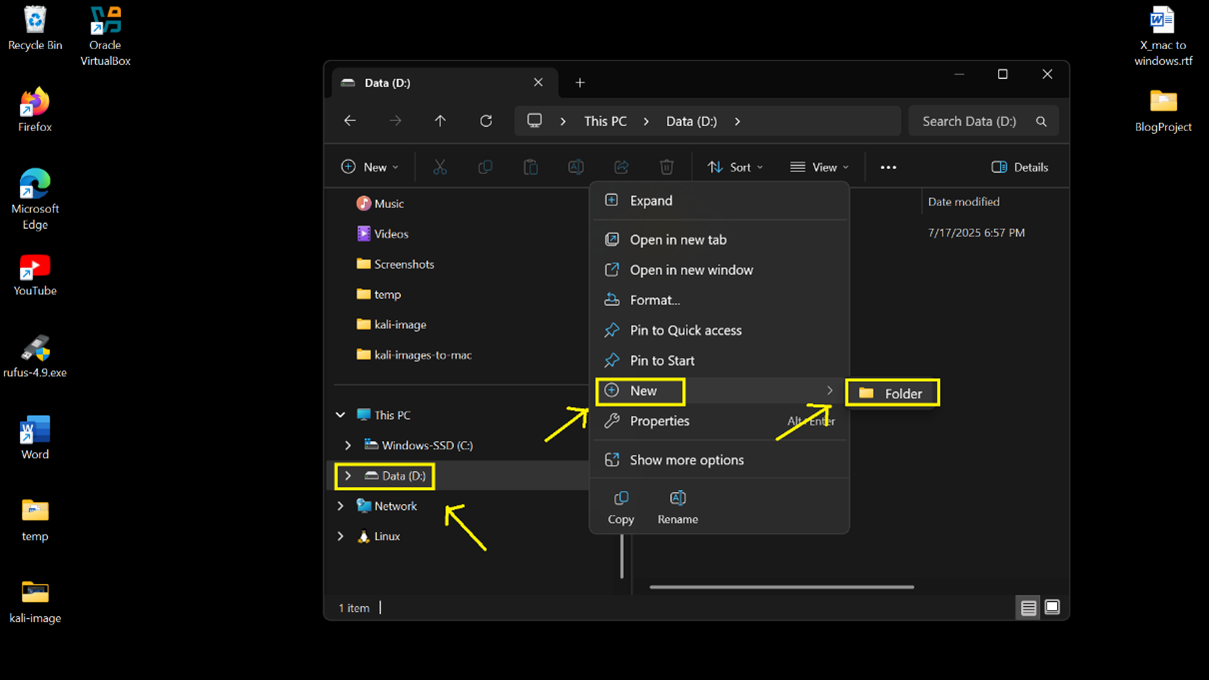 Recycle Bin
Oracle
VirtualBox
Firefox
Microsoft
Edge
YouTube
rufus-4.9.exe
Word
temp
kali-image
Data (D:)
This PC
Data (D:)
Search Data (D:)
New
Sort
View
Details
Music
Videos
Screenshots
temp
kali-image
kali-images-to-mac
This PC
Windows-SSD (C:)
Data (D:)
Network
Linux
Expand
Open in new tab
Open in new window
Format...
Pin to Quick access
Pin to Start
New
Folder
Properties
Alt+Enter
Show more options
Copy
Rename
Date modified
7/17/2025 6:57 PM
1 item
X_mac to
windows.rtf
BlogProject